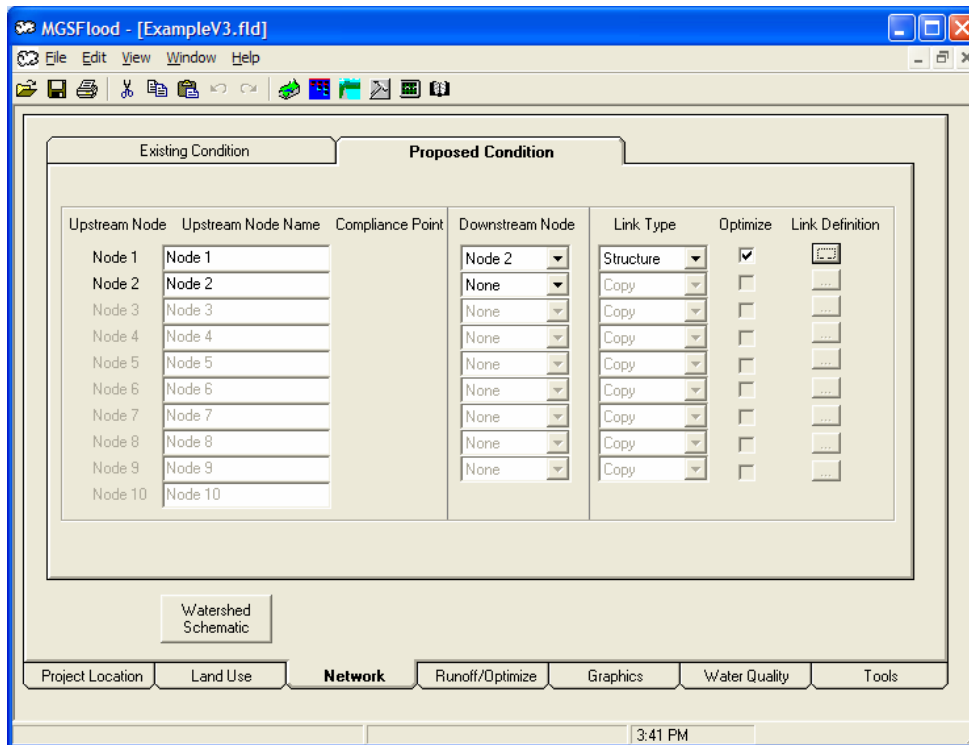 MGSFlood - [ExampleV3.fld]
File Edit View Window Help
Existing Condition Proposed Condition
Upstream Node Upstream Node Name Compliance Point Downstream Node Link Type Optimize Link Definition
Node 1 Node 1 Node 2 Structure
Node 2 Node 2 None Copy ...
Node 3 Node 3 None Copy ...
Node 4 Node 4 None Copy ...
Node 5 Node 5 None Copy ...
Node 6 Node 6 None Copy ...
Node 7 Node 7 None Copy ...
Node 8 Node 8 None Copy ...
Node 9 Node 9 None Copy ...
Node 10 Node 10
Watershed
Schematic
Project Location Land Use Network Runoff/Optimize Graphics Water Quality Tools
3:41 PM